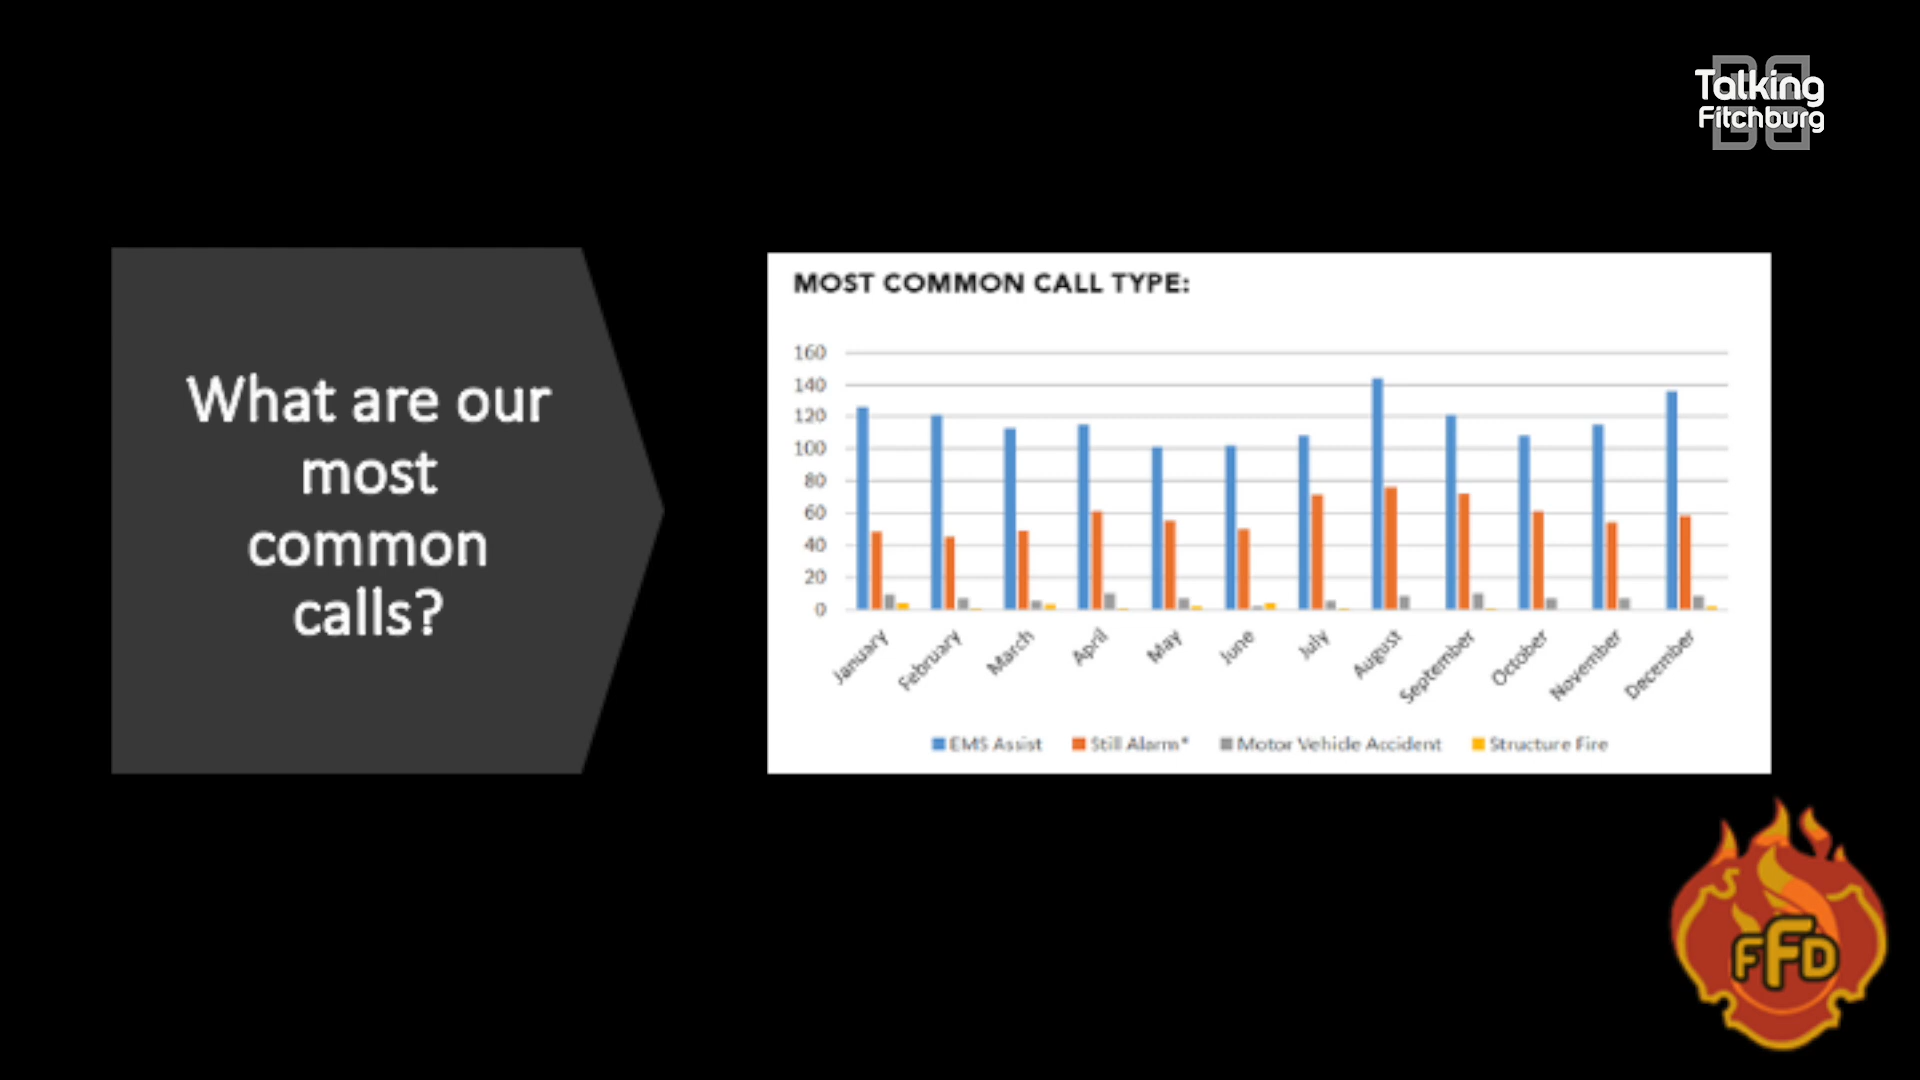 Talking
Fitchburg
What are our
most
common
calls?
MOST COMMON CALL TYPE:
160
140
120
100
80
60
40
20
0
January
February
March
April
May
June
July
August
September
October
November
December
EMS Assist
Still Alarm*
Motor Vehicle Accident
Structure Fire
FFD